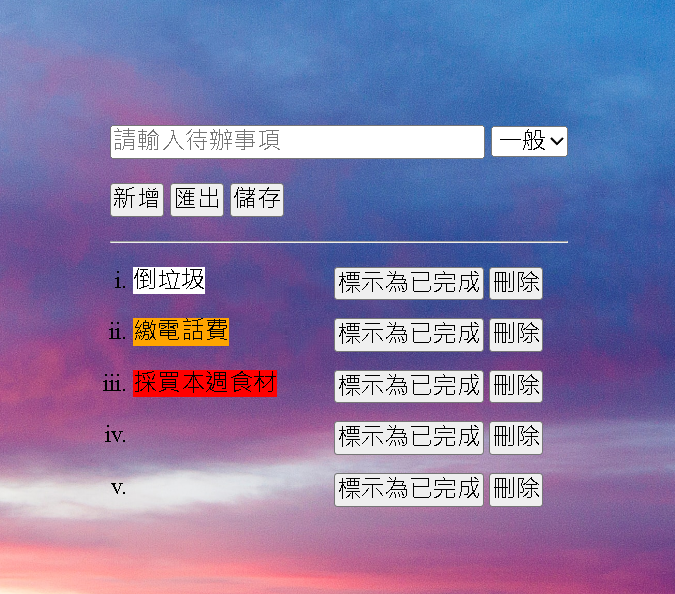 請輸入待辦事項 一般
新增 匯出 儲存
i. 倒垃圾 標示為已完成 刪除
ii. 繳電話費 標示為已完成 刪除
iii. 採買本週食材 標示為已完成 刪除
iv. 標示為已完成 刪除
v. 標示為已完成 刪除